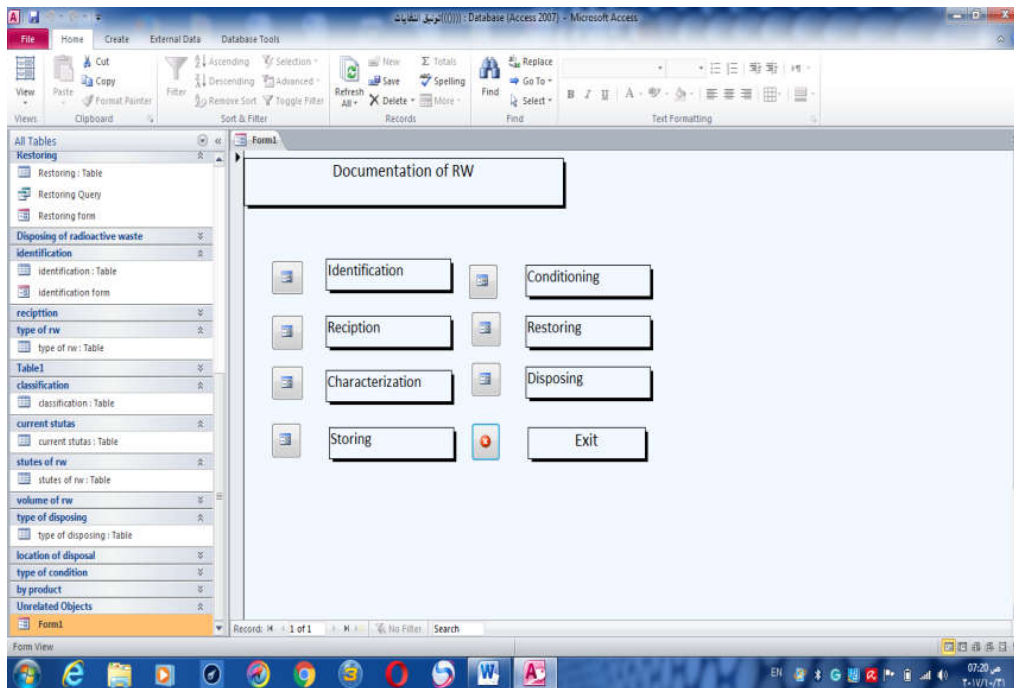 توثيق النفايات))))) : Database (Access 2007) - Microsoft Access
File Home Create External Data Database Tools
View
Paste
Cut
Copy
Format Painter
Filter
Ascending
Descending
Remove Sort
Selection
Advanced
Toggle Filter
Refresh All
New
Save
Delete
Totals
Spelling
More
Find
Replace
Go To
Select
B I U A
Views Clipboard Sort & Filter Records Find Text Formatting
All Tables
Form1
Restoring
Restoring : Table
Restoring Query
Restoring form
Disposing of radioactive waste
identification
identification : Table
identification form
reciption
type of rw
type of rw : Table
Table1
classification
classification : Table
current stutas
current stutas : Table
stutes of rw
stutes of rw : Table
volume of rw
type of disposing
type of disposing : Table
location of disposal
type of condition
by product
Unrelated Objects
Form1
Documentation of RW
Identification
Conditioning
Reciption
Restoring
Characterization
Disposing
Storing
Exit
Record: 1 of 1 No Filter Search
Form View
EN
07:20 ص
٢٠١٧/١٠/٣١